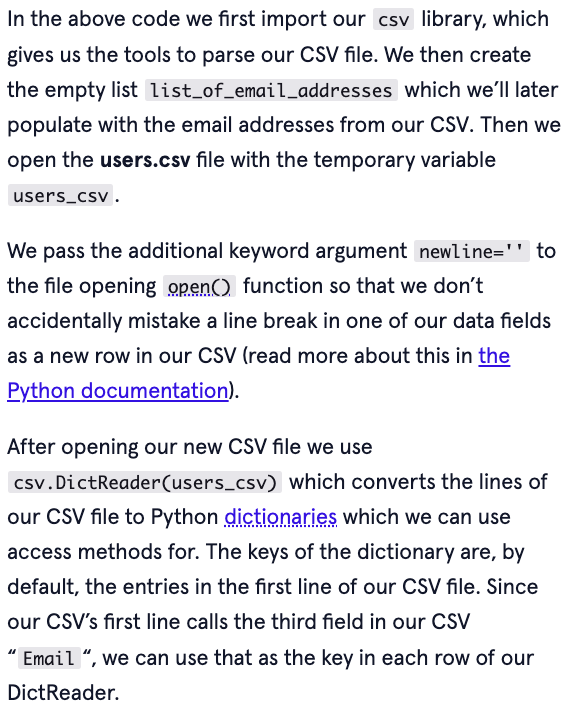 In the above code we first import our csv library, which
gives us the tools to parse our CSV file. We then create
the empty list list_of_email_addresses which we’ll later
populate with the email addresses from our CSV. Then we
open the users.csv file with the temporary variable
users_csv.
We pass the additional keyword argument newline='' to
the file opening open() function so that we don’t
accidentally mistake a line break in one of our data fields
as a new row in our CSV (read more about this in the
Python documentation).
After opening our new CSV file we use
csv.DictReader(users_csv) which converts the lines of
our CSV file to Python dictionaries which we can use
access methods for. The keys of the dictionary are, by
default, the entries in the first line of our CSV file. Since
our CSV’s first line calls the third field in our CSV
“Email“, we can use that as the key in each row of our
DictReader.